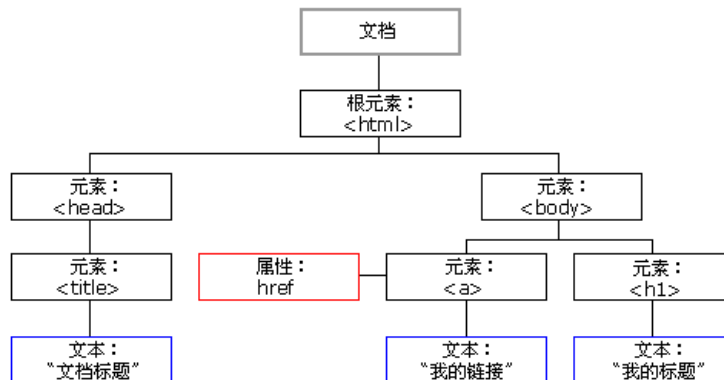 文档
根元素：
<html>
元素：
<head>
元素：
<body>
元素：
<title>
属性：
href
元素：
<a>
元素：
<h1>
文本：
“文档标题”
文本：
“我的链接”
文本：
“我的标题”